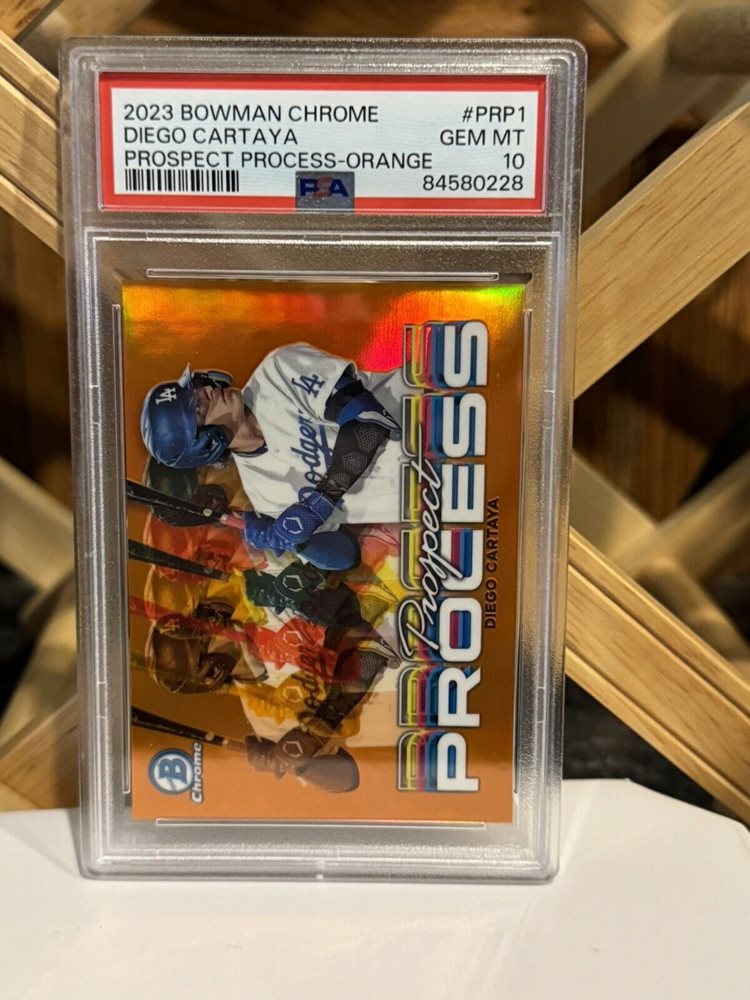 2023 BOWMAN CHROME #PRP1
DIEGO CARTAYA GEM MT
PROSPECT PROCESS-ORANGE 10
PSA 84580228
LA
LA
Dodgers
Prospect
PROCESS
DIEGO CARTAYA
B
Chrome